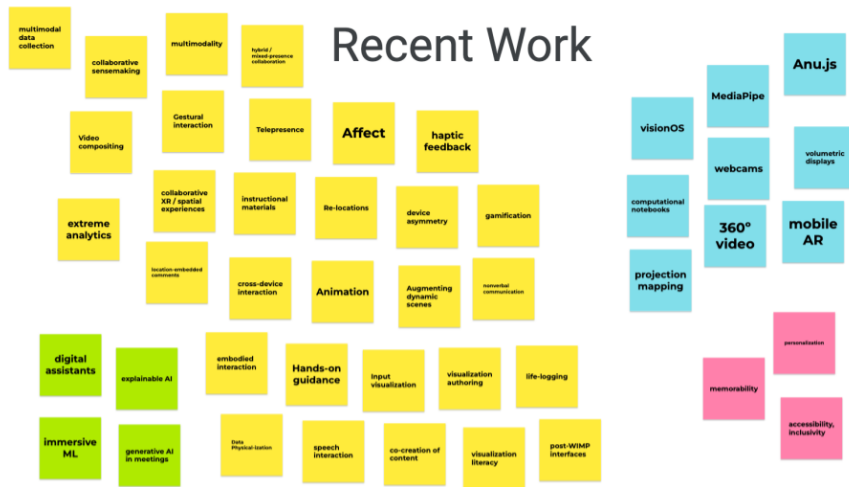 Recent Work
multimodal
data
collection
collaborative
sensemaking
multimodality
hybrid /
mixed-presence
collaboration
Video
compositing
Gestural
interaction
Telepresence
Affect
haptic
feedback
extreme
analytics
collaborative
XR / spatial
experiences
instructional
materials
Re-locations
device
asymmetry
gamification
location-embedded
comments
cross-device
interaction
Animation
Augmenting
dynamic
scenes
nonverbal
communication
embodied
interaction
Hands-on
guidance
Input
visualization
visualization
authoring
life-logging
Data
Physical-ization
speech
interaction
co-creation of
content
visualization
literacy
post-WIMP
interfaces
digital
assistants
explainable AI
immersive
ML
generative AI
in meetings
visionOS
MediaPipe
Anu.js
computational
notebooks
webcams
volumetric
displays
projection
mapping
360º
video
mobile
AR
memorability
personalization
accessibility,
inclusivity